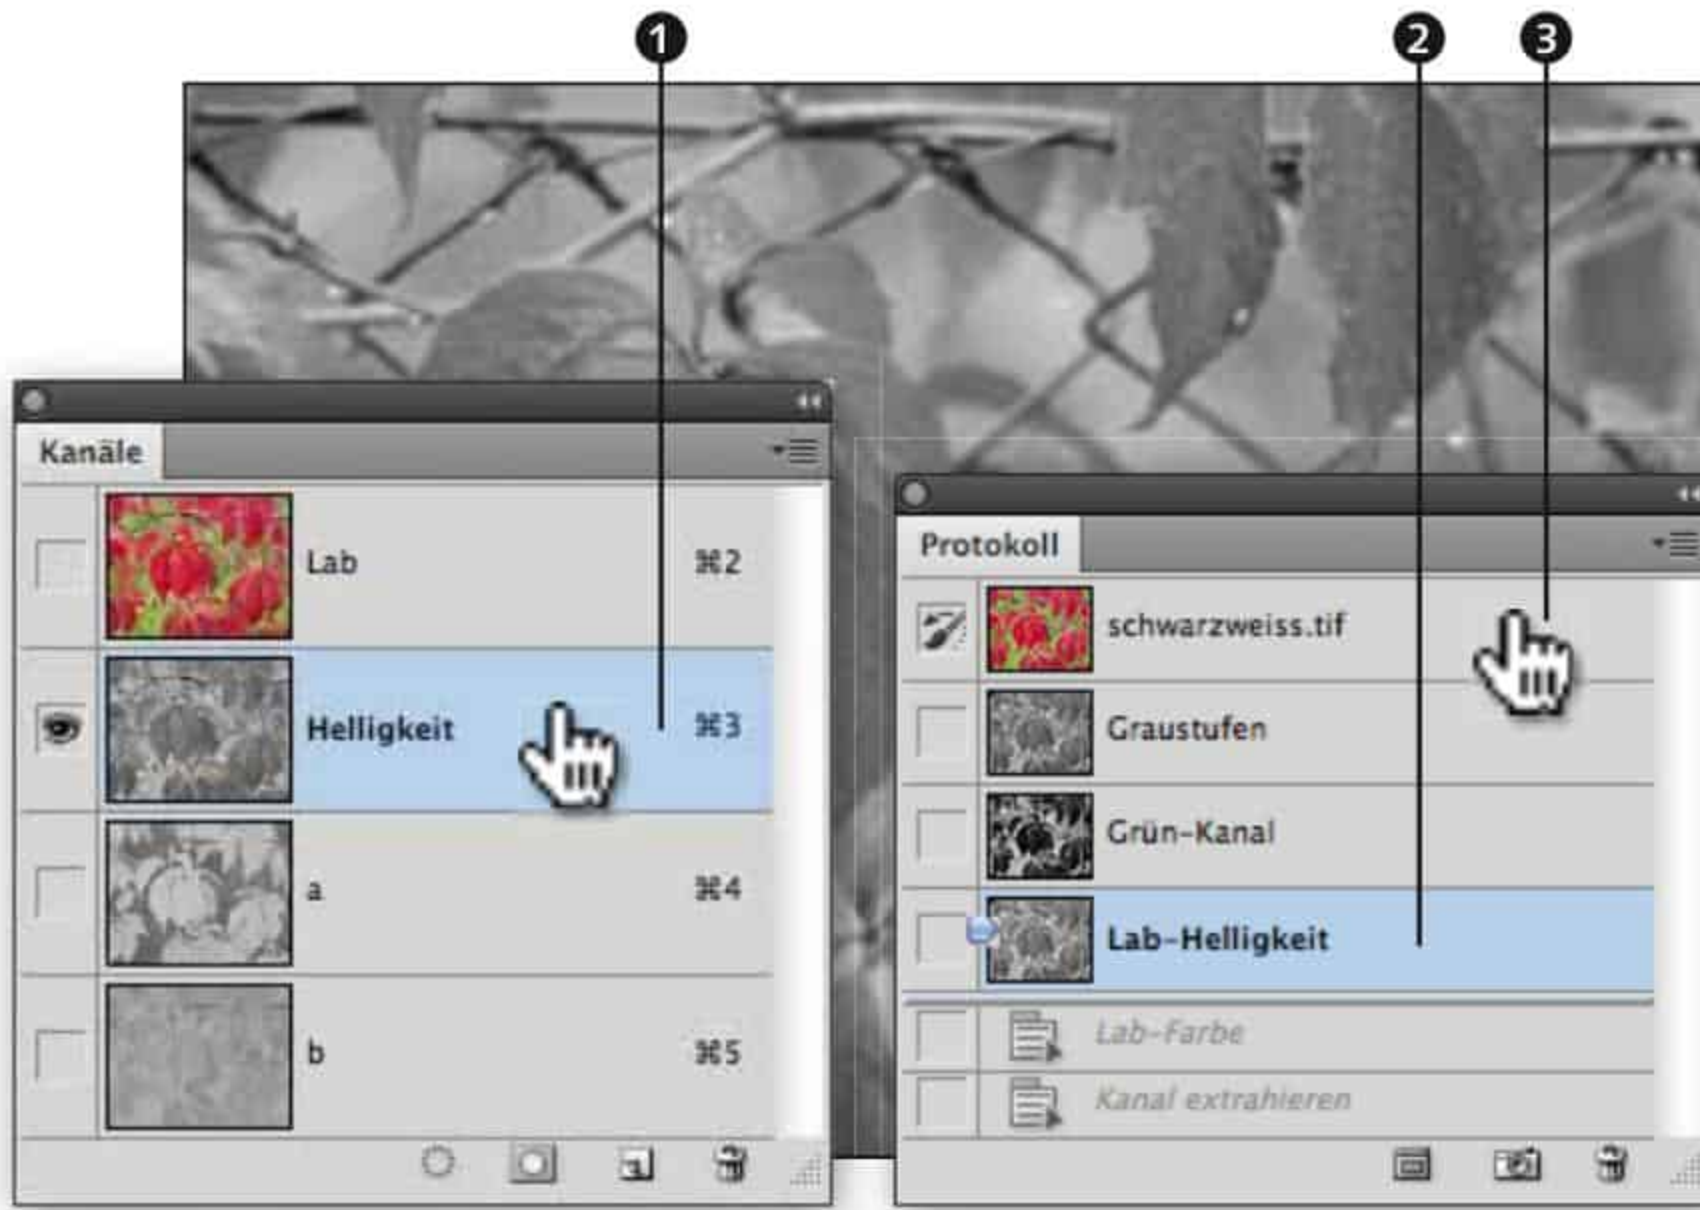 1 2 3
Kanäle
Lab ⌘2
Helligkeit ⌘3
a ⌘4
b ⌘5
Protokoll
schwarzweiss.tif
Graustufen
Grün-Kanal
Lab-Helligkeit
Lab-Farbe
Kanal extrahieren